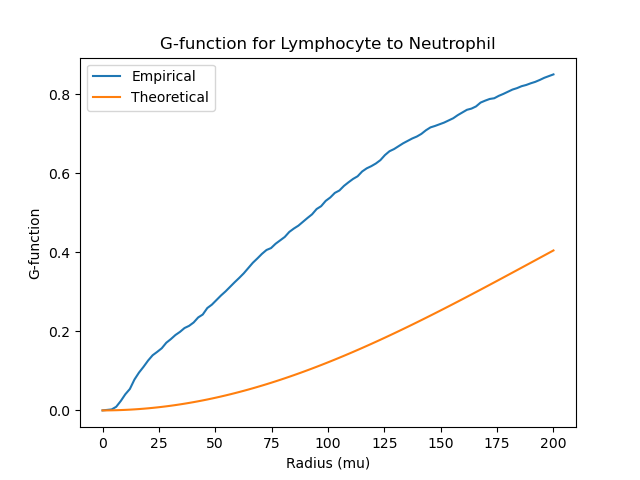 G-function for Lymphocyte to Neutrophil
Empirical
Theoretical
G-function
0.8
0.6
0.4
0.2
0.0
0
25
50
75
100
125
150
175
200
Radius (mu)